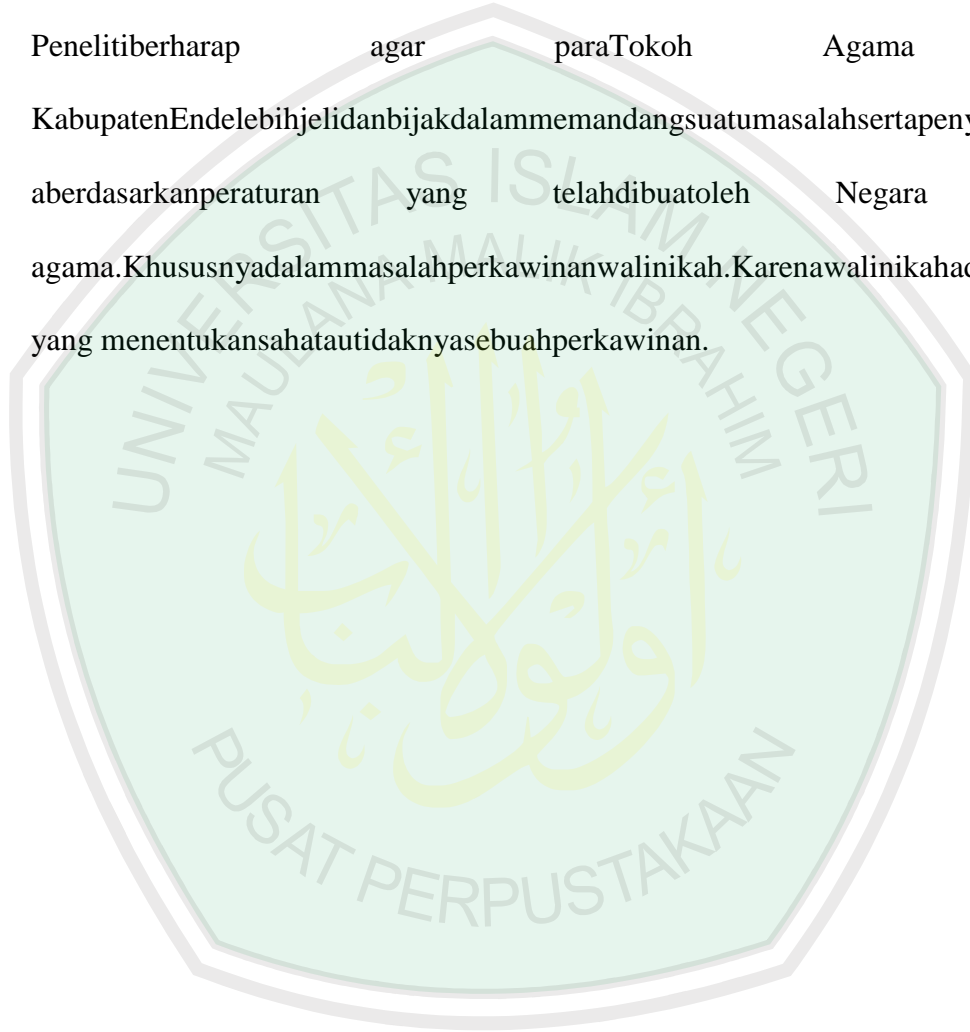 Penelitiberharap agar paraTokoh Agama
KabupatenEndelebihjelidanbijakdalammemandangsuatumasalahsertapeny
aberdasarkanperaturan yang telahdibuatoleh Negara
agama.Khususnyadalammasalahperkawinanwalinikah.Karenawalinikahad
yang menentukansahatautidaknyasebuahperkawinan.
UNIVERSITAS ISLAM NEGERI
MAULANA MALIK IBRAHIM
PUSAT PERPUSTAKAAN